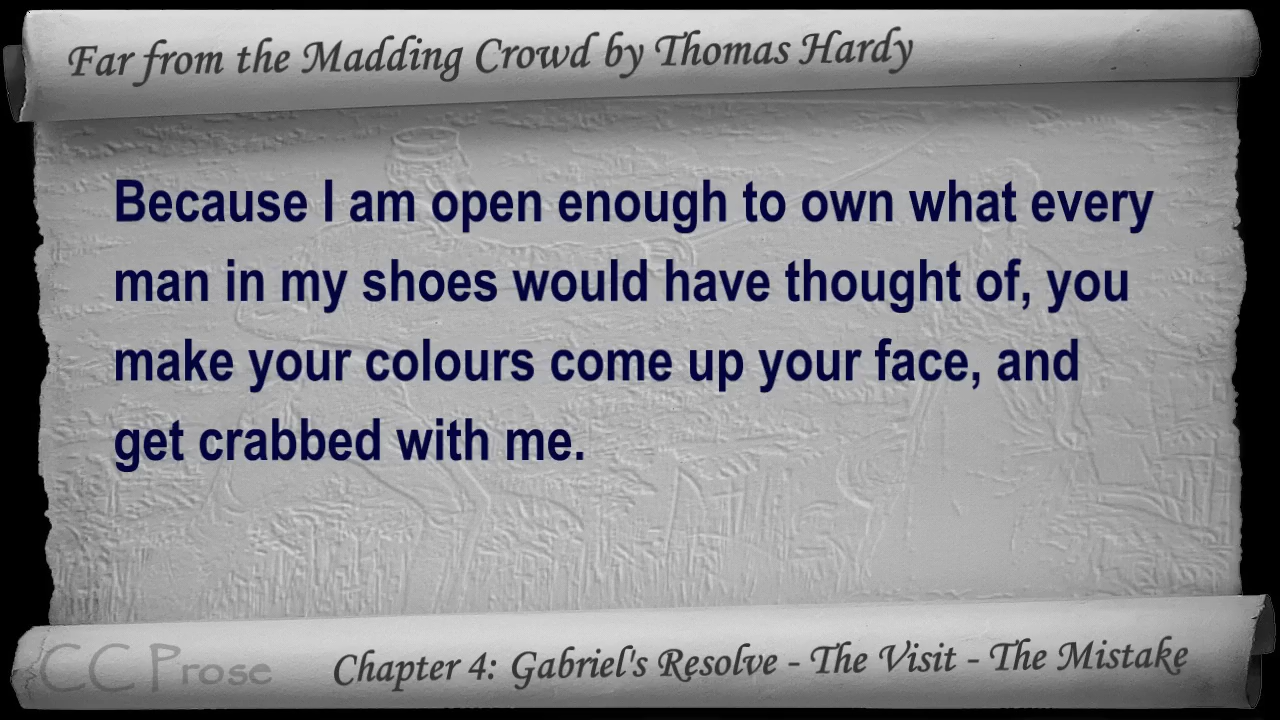 Far from the Madding Crowd by Thomas Hardy
Because I am open enough to own what every
man in my shoes would have thought of, you
make your colours come up your face, and
get crabbed with me.
CC Prose
Chapter 4: Gabriel's Resolve - The Visit - The Mistake